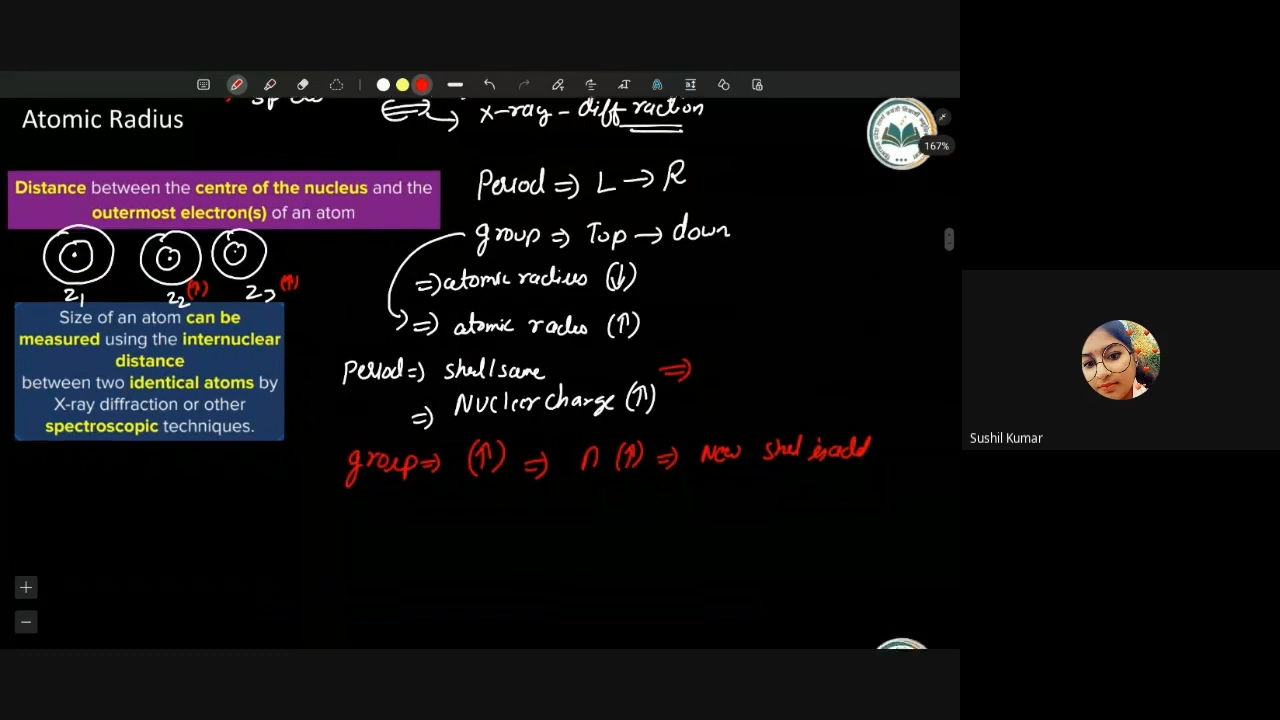 X-ray - diffraction
Atomic Radius
167%
Distance between the centre of the nucleus and the
outermost electron(s) of an atom
Period ⇒ L → R
group ⇒ Top → down
⇒ atomic radius (↓)
⇒ atomic rades (↑)
Z1 Z2 (↑) Z3 (↑)
Size of an atom can be
measured using the internuclear
distance
between two identical atoms by
X-ray diffraction or other
spectroscopic techniques.
Period ⇒ shell same ⇒
⇒ Nuclear charge (↑)
group ⇒ (↑) ⇒ n (↑) ⇒ New shel is add
Sushil Kumar